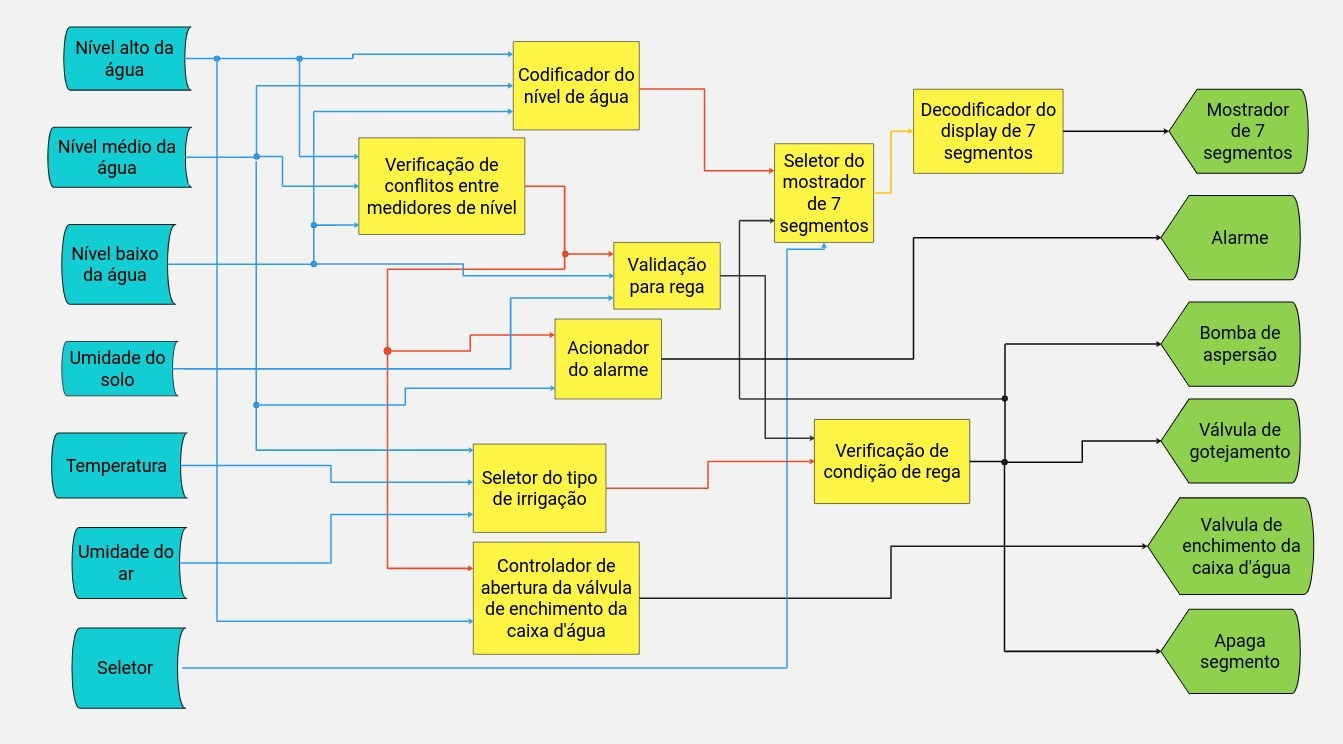 Nível alto da
água
Nível médio da
água
Nível baixo
da água
Umidade do
solo
Temperatura
Umidade do
ar
Seletor
Codificador do
nível de água
Verificação de
conflitos entre
medidores de nível
Validação
para rega
Acionador
do alarme
Seletor do tipo
de irrigação
Controlador de
abertura da válvula
de enchimento da
caixa d'água
Seletor do
mostrador
de 7
segmentos
Verificação de
condição de rega
Decodificador do
display de 7
segmentos
Mostrador
de 7
segmentos
Alarme
Bomba de
aspersão
Válvula de
gotejamento
Valvula de
enchimento da
caixa d'água
Apaga
segmento